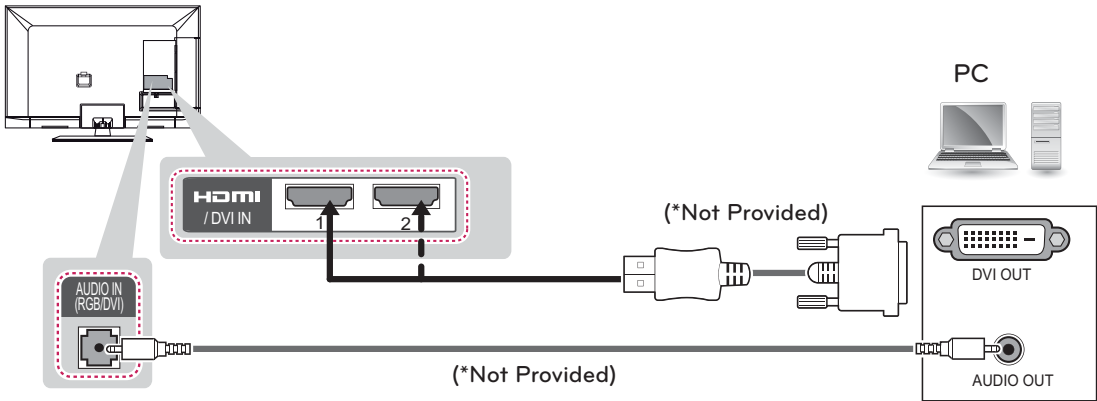 PC
HDMI
/ DVI IN
1
2
(*Not Provided)
DVI OUT
AUDIO IN
(RGB/DVI)
(*Not Provided)
AUDIO OUT